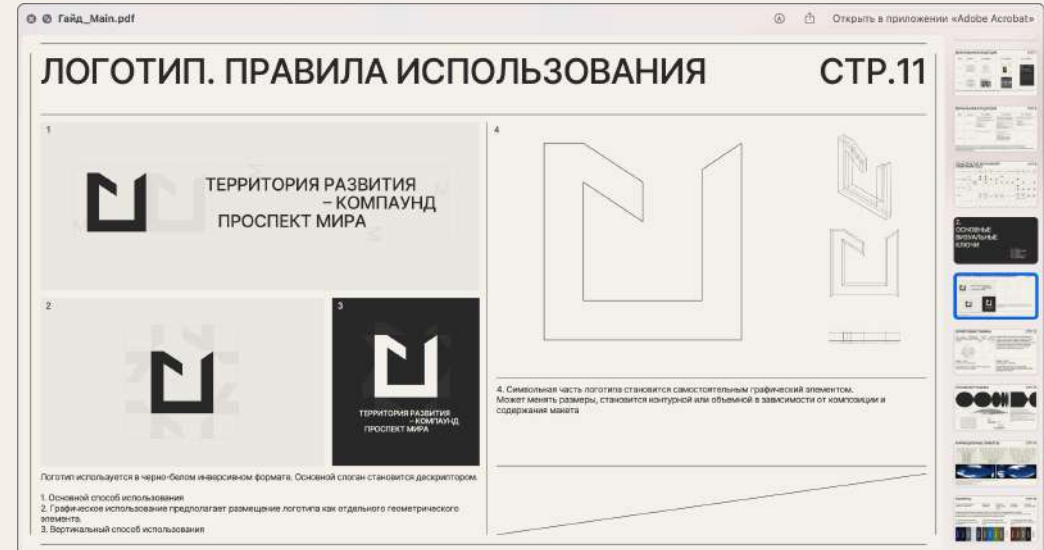 Гайд_Main.pdf
Открыть в приложении «Adobe Acrobat»
ЛОГОТИП. ПРАВИЛА ИСПОЛЬЗОВАНИЯ
СТР.11
1
ТЕРРИТОРИЯ РАЗВИТИЯ
– КОМПАУНД
ПРОСПЕКТ МИРА
2
3
ТЕРРИТОРИЯ РАЗВИТИЯ
– КОМПАУНД
ПРОСПЕКТ МИРА
Логотип используется в черно-белом инверсивном формате. Основной слоган становится дескриптором.
1. Основной способ использования
2. Графическое использование предполагает размещение логотипа как отдельного геометрического
элемента.
3. Вертикальный способ использования
4
4. Символьная часть логотипа становится самостоятельным графический элементом.
Может менять размеры, становится контурной или объемной в зависимости от композиции и
содержания макета
2.
ОСНОВНЫЕ
ВИЗУАЛЬНЫЕ
КЛЮЧИ